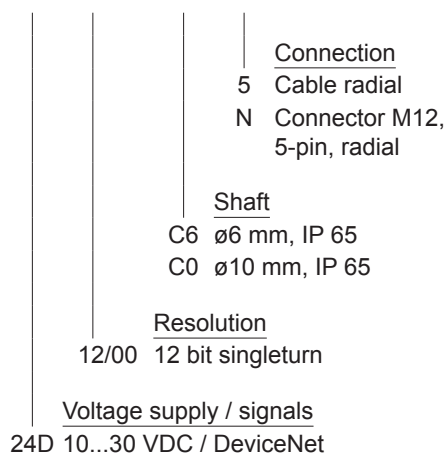 Connection
5 Cable radial
N Connector M12,
5-pin, radial
Shaft
C6 ø6 mm, IP 65
C0 ø10 mm, IP 65
Resolution
12/00 12 bit singleturn
Voltage supply / signals
24D 10...30 VDC / DeviceNet